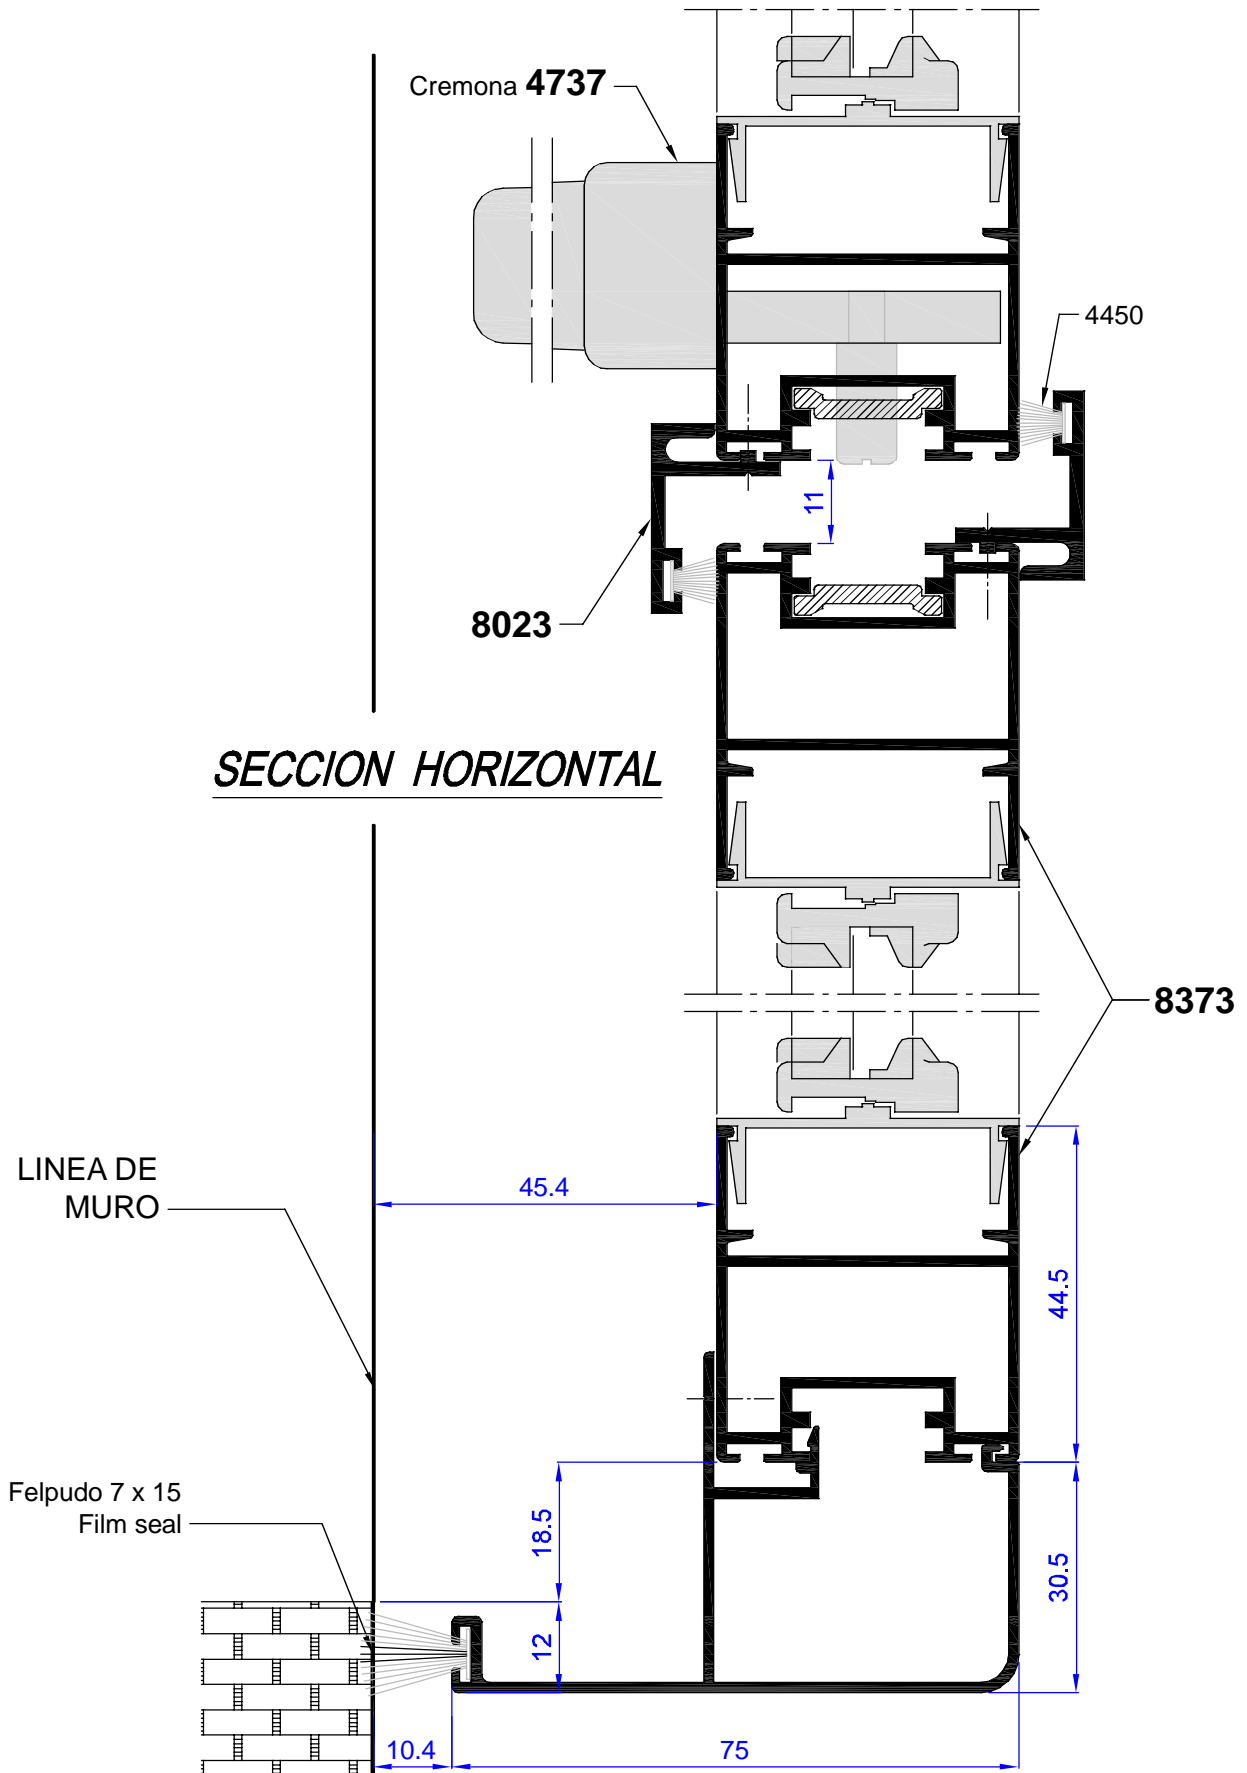 Cremona 4737
4450
11
8023
SECCION HORIZONTAL
8373
LINEA DE
MURO
45.4
44.5
Felpudo 7 x 15
Film seal
18.5
30.5
12
10.4
75